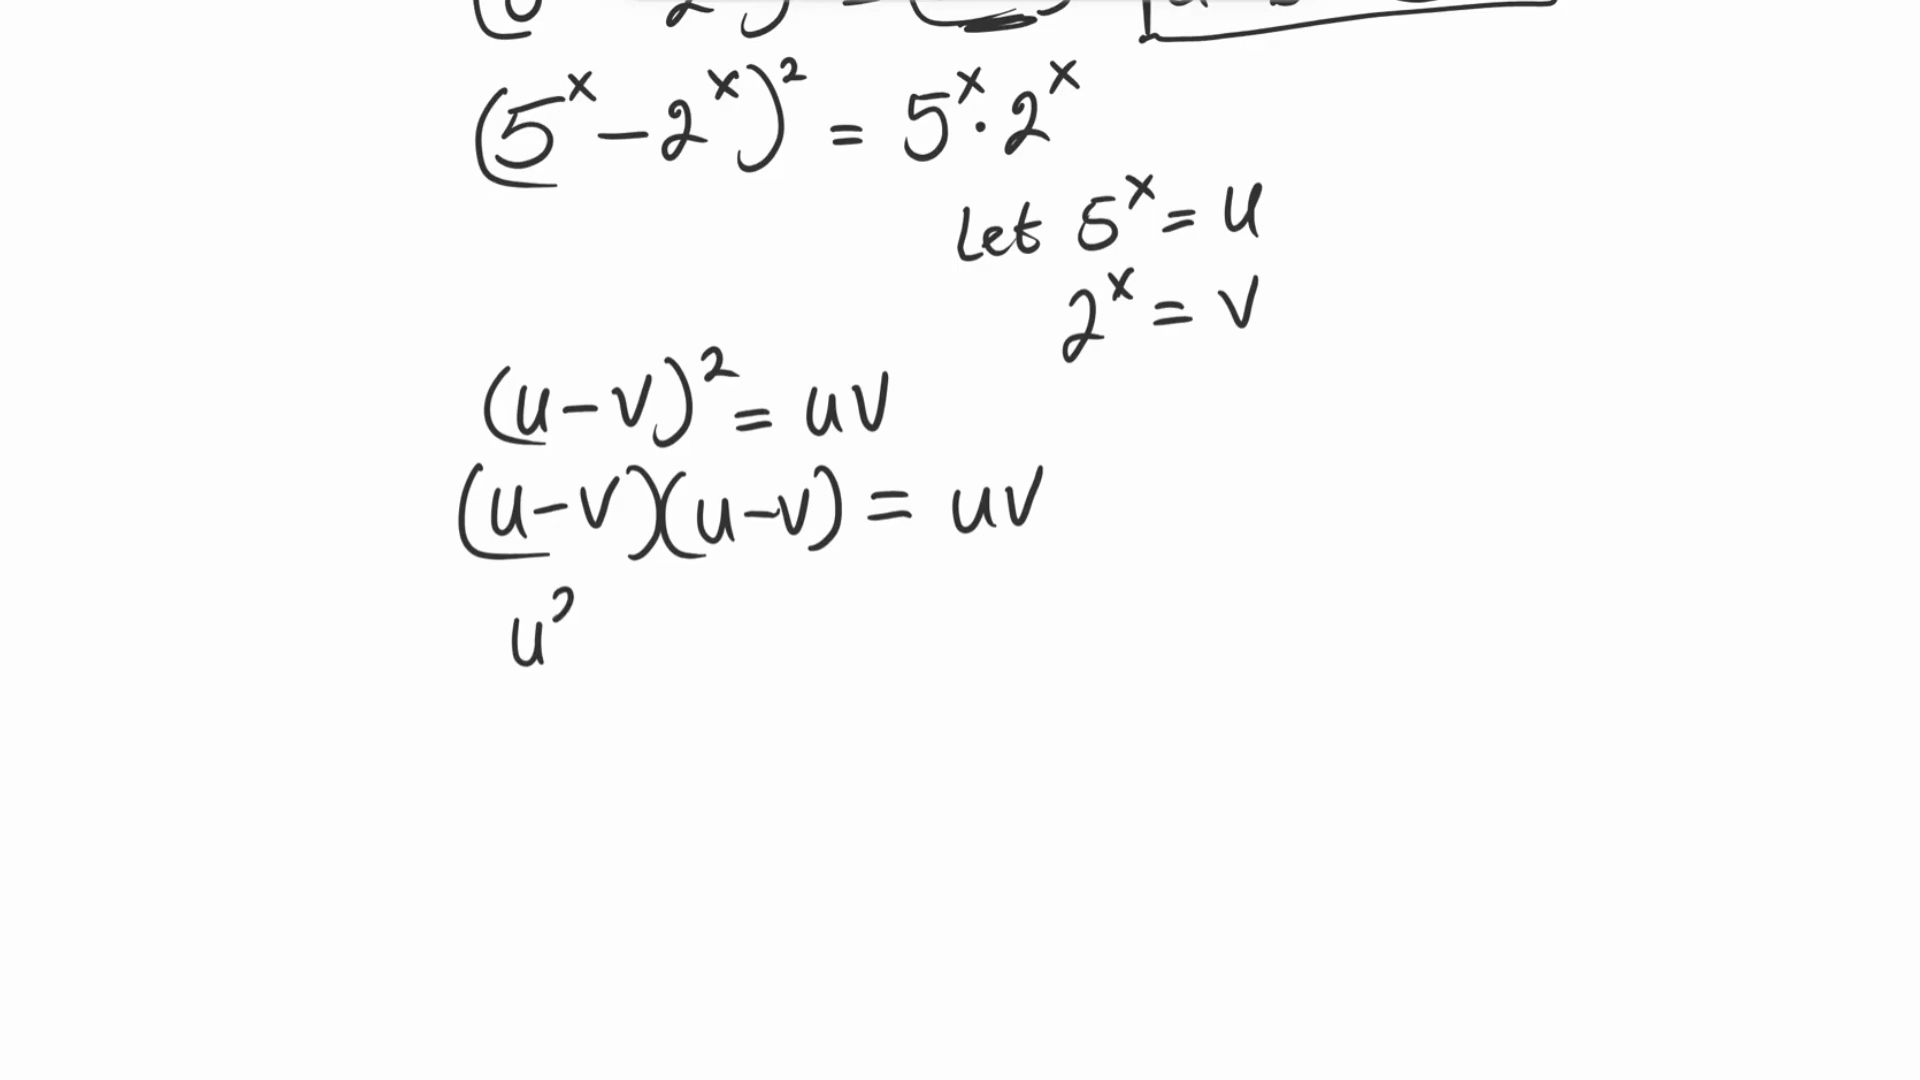 (5^x - 2^x)^2 = 5^x · 2^x
Let 5^x = u
2^x = v
(u - v)^2 = uv
(u - v)(u - v) = uv
u^2